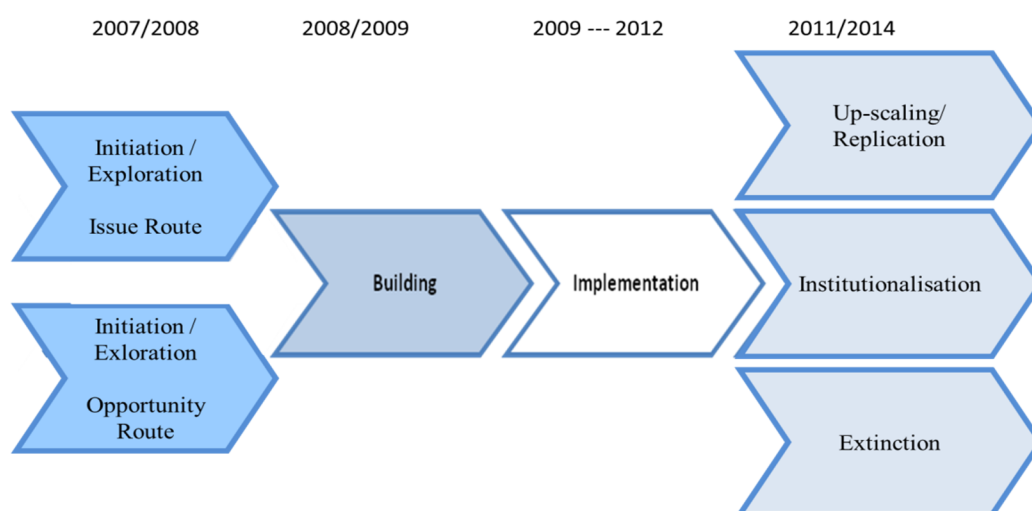 2007/2008 2008/2009 2009 --- 2012 2011/2014
Initiation /
Exploration
Issue Route
Initiation /
Exloration
Opportunity
Route
Building
Implementation
Up-scaling/
Replication
Institutionalisation
Extinction